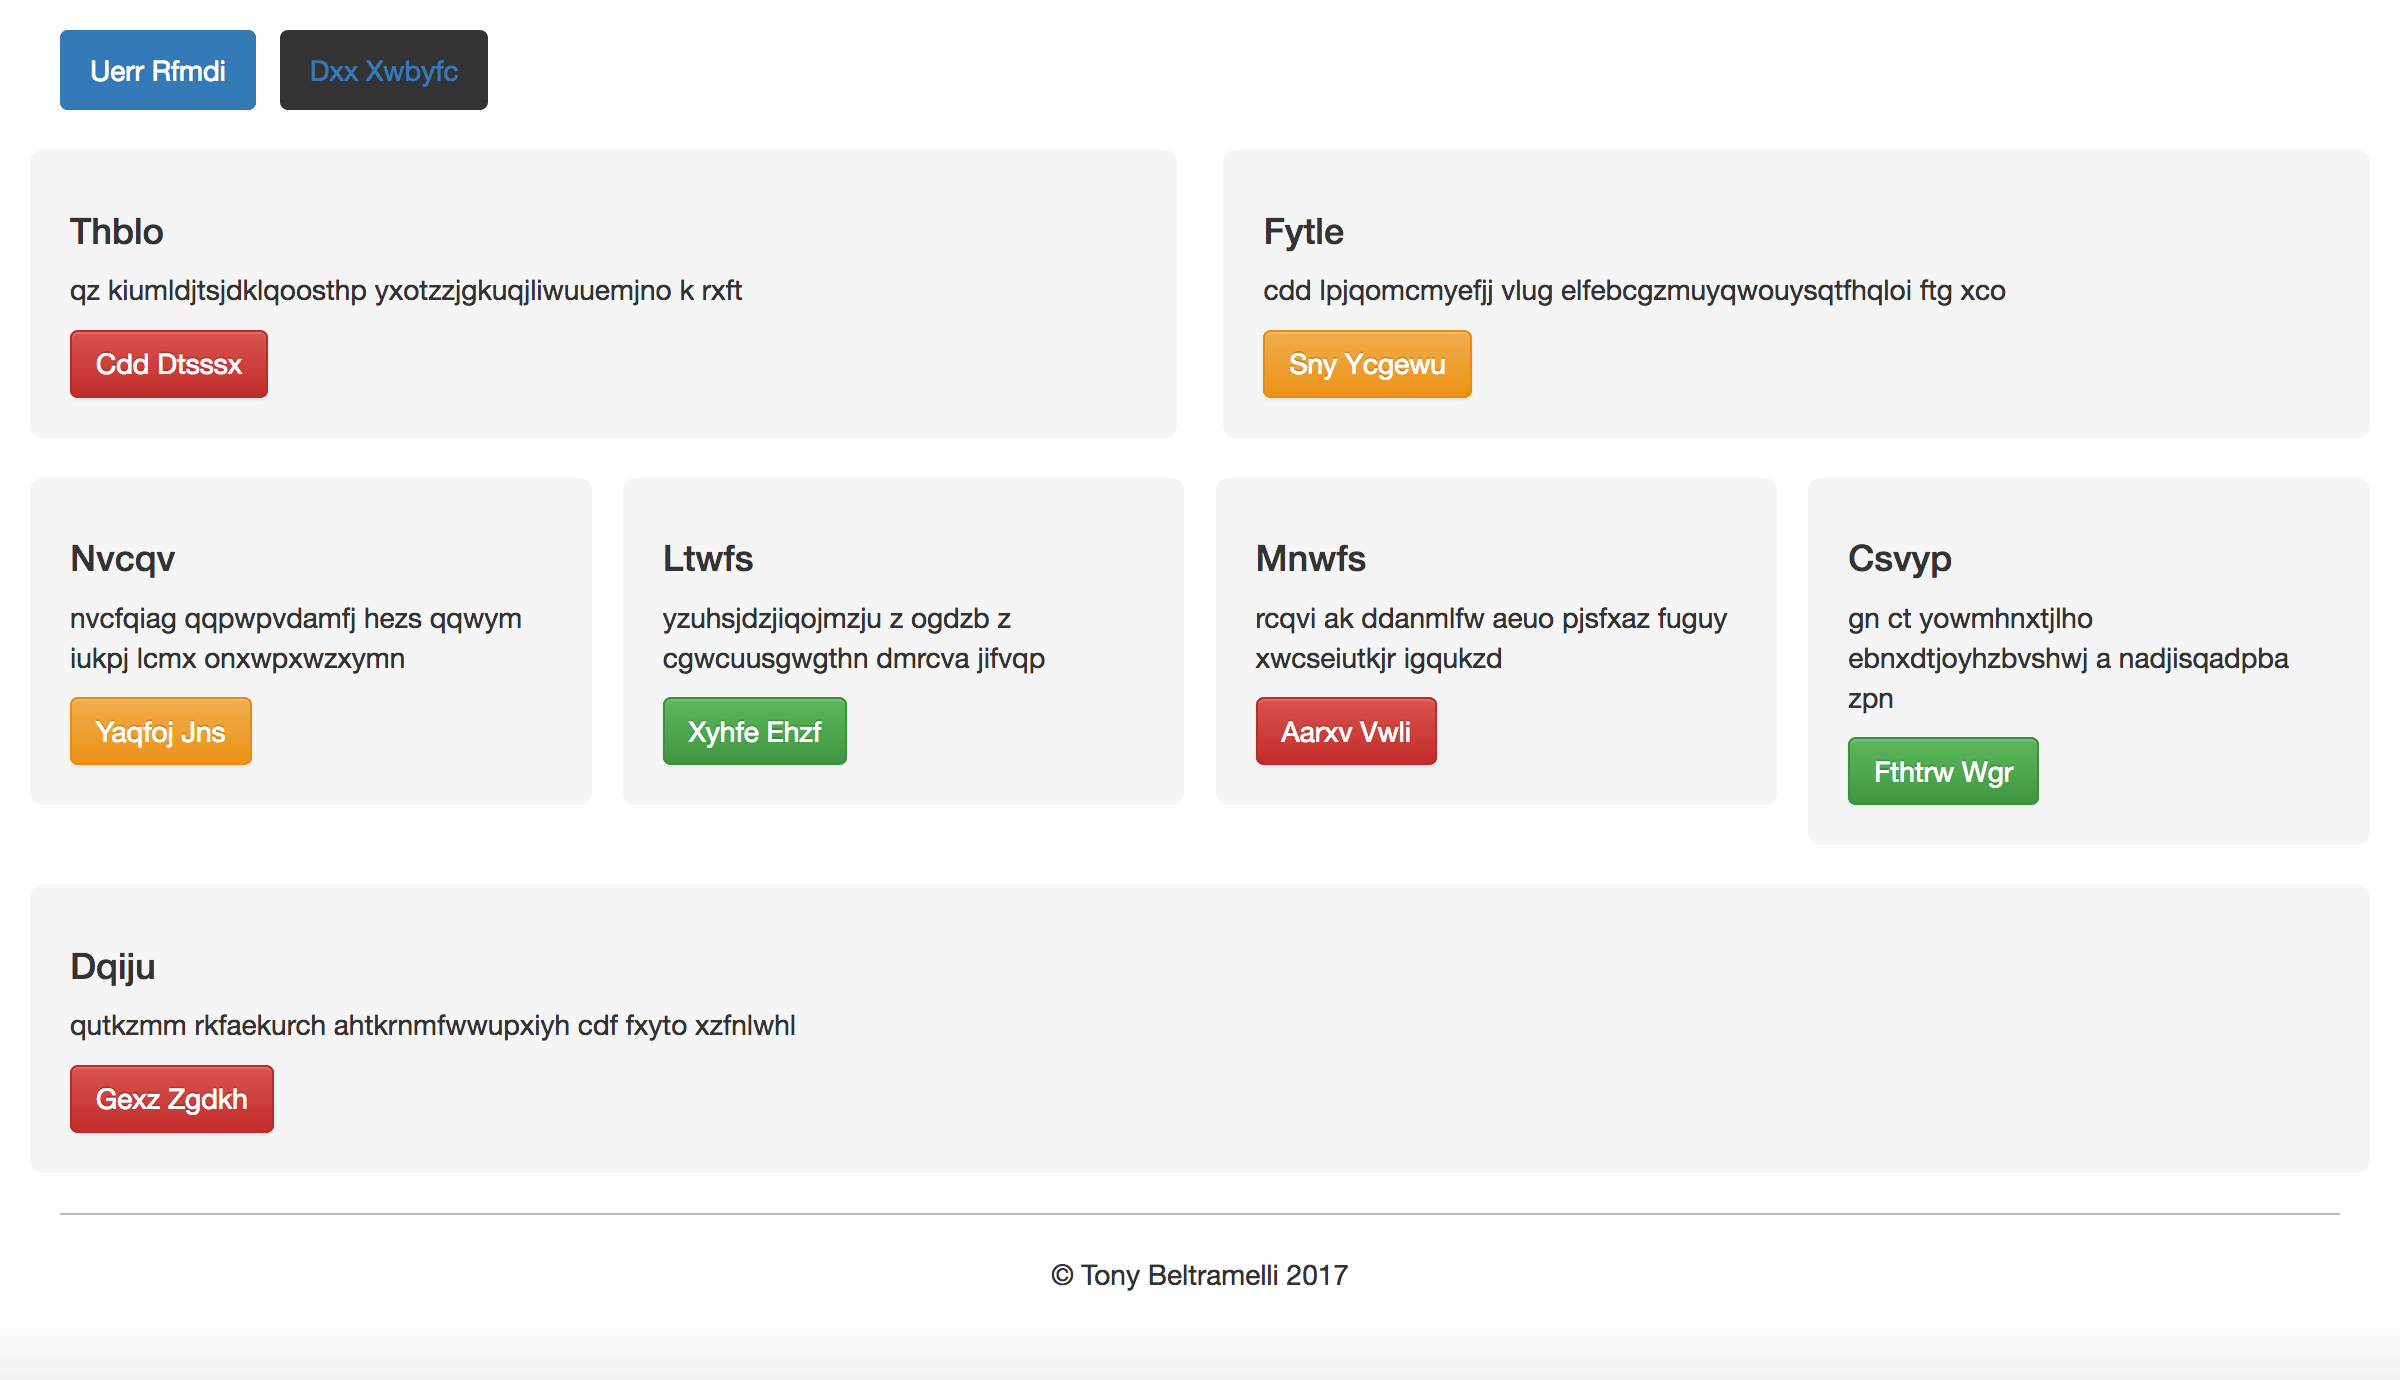 Uerr Rfmdi
Dxx Xwbyfc
Thblo
qz kiumldjtsjdklqoosthp yxotzzjgkuqjliwuuemjno k rxft
Cdd Dtsssx
Fytle
cdd lpjqomcmyefjj vlug elfebcgzmuyqwouysqtfhqloi ftg xco
Sny Ycgewu
Nvcqv
nvcfqiag qqpwpvdamfj hezs qqwym
iukpj lcmx onxwpxwzxymn
Yaqfoj Jns
Ltwfs
yzuhsjdzjiqojmzju z ogdzb z
cgwcuusgwgthn dmrcva jifvqp
Xyhfe Ehzf
Mnwfs
rcqvi ak ddanmlfw aeuo pjsfxaz fuguy
xwcseiutkjr igqukzd
Aarxv Vwli
Csvyp
gn ct yowmhnxtjlho
ebnxdtjoyhzbvshwj a nadjisqadpba
zpn
Fthtrw Wgr
Dqiju
qutkzmm rkfaekurch ahtkrnmfwwupxiyh cdf fxyto xzfnlwhl
Gexz Zgdkh
© Tony Beltramelli 2017